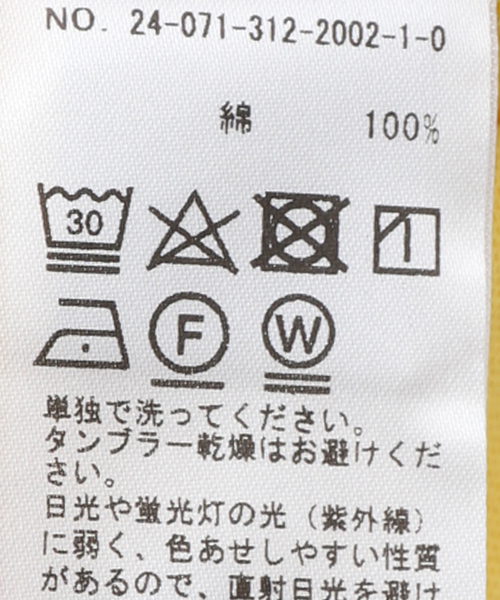 NO. 24-071-312-2002-1-0
綿 100%
30
F W
単独で洗ってください。
タンブラー乾燥はお避けくだ
さい。
日光や蛍光灯の光（紫外線）
に弱く、色あせしやすい性質
があるので、直射日光を避け